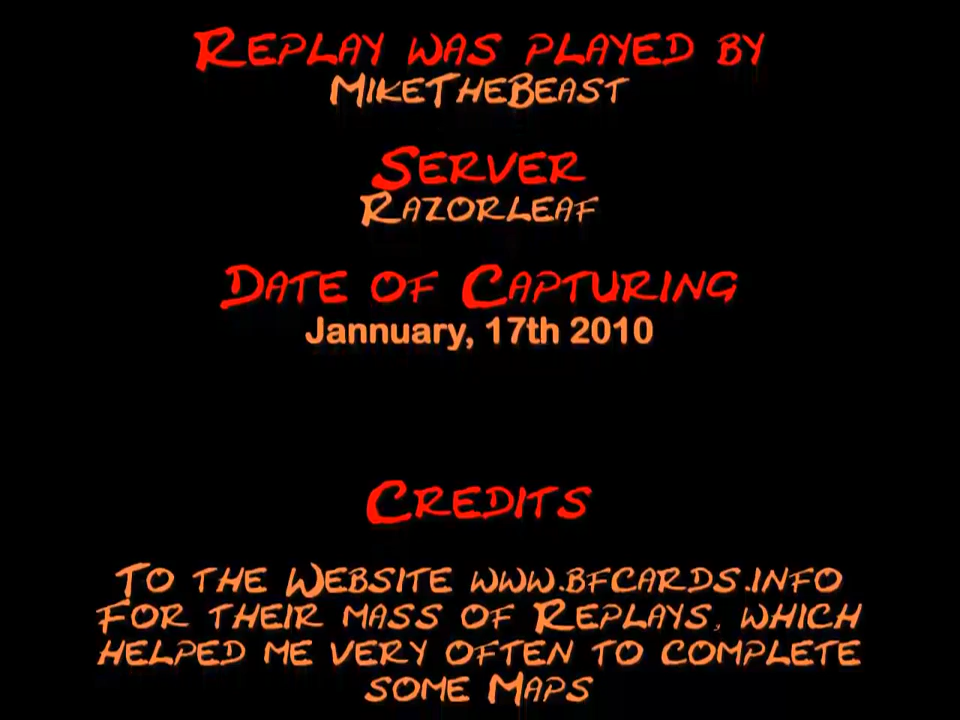 Replay was played by
MikeTheBeast
Server
Razorleaf
Date of Capturing
Jannuary, 17th 2010
Credits
To the Website www.bfcards.info
For their mass of Replays, which
helped me very often to complete
some Maps